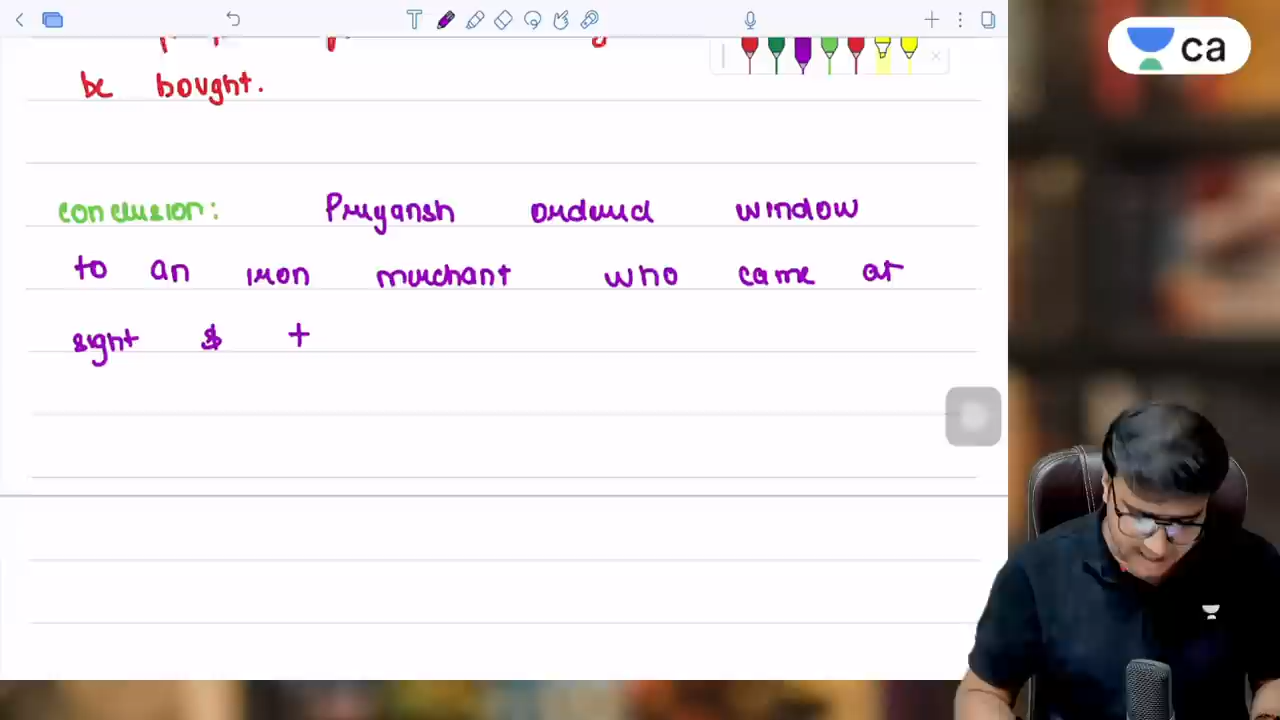 ca
be bought.
conclusion: Priyansh ordered window
to an iron merchant who came at
sight & t